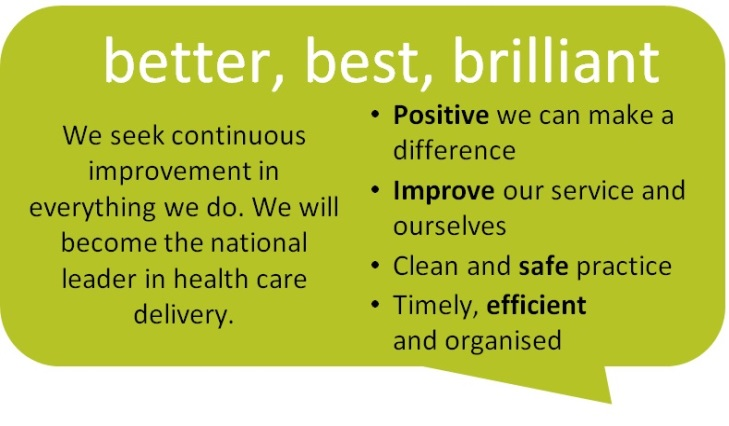 better, best, brilliant
We seek continuous
improvement in
everything we do. We will
become the national
leader in health care
delivery.
• Positive we can make a
difference
• Improve our service and
ourselves
• Clean and safe practice
• Timely, efficient
and organised